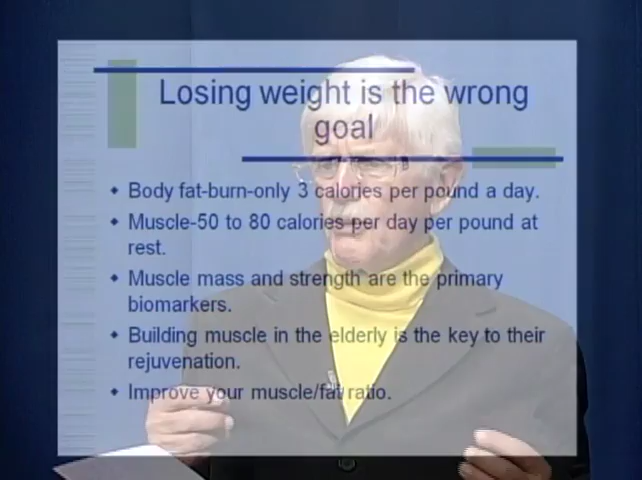 Losing weight is the wrong
goal
• Body fat-burn-only 3 calories per pound a day.
• Muscle-50 to 80 calories per day per pound at
rest.
• Muscle mass and strength are the primary
biomarkers.
• Building muscle in the elderly is the key to their
rejuvenation.
• Improve your muscle/fat ratio.